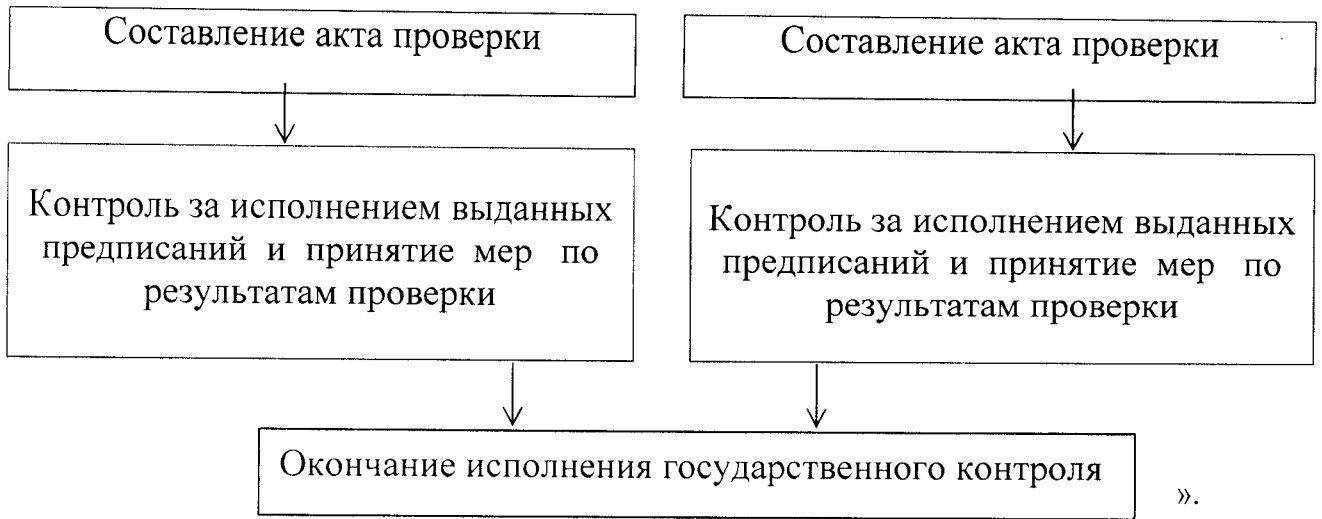 Составление акта проверки
Составление акта проверки
Контроль за исполнением выданных
предписаний и принятие мер по
результатам проверки
Контроль за исполнением выданных
предписаний и принятие мер по
результатам проверки
Окончание исполнения государственного контроля
».